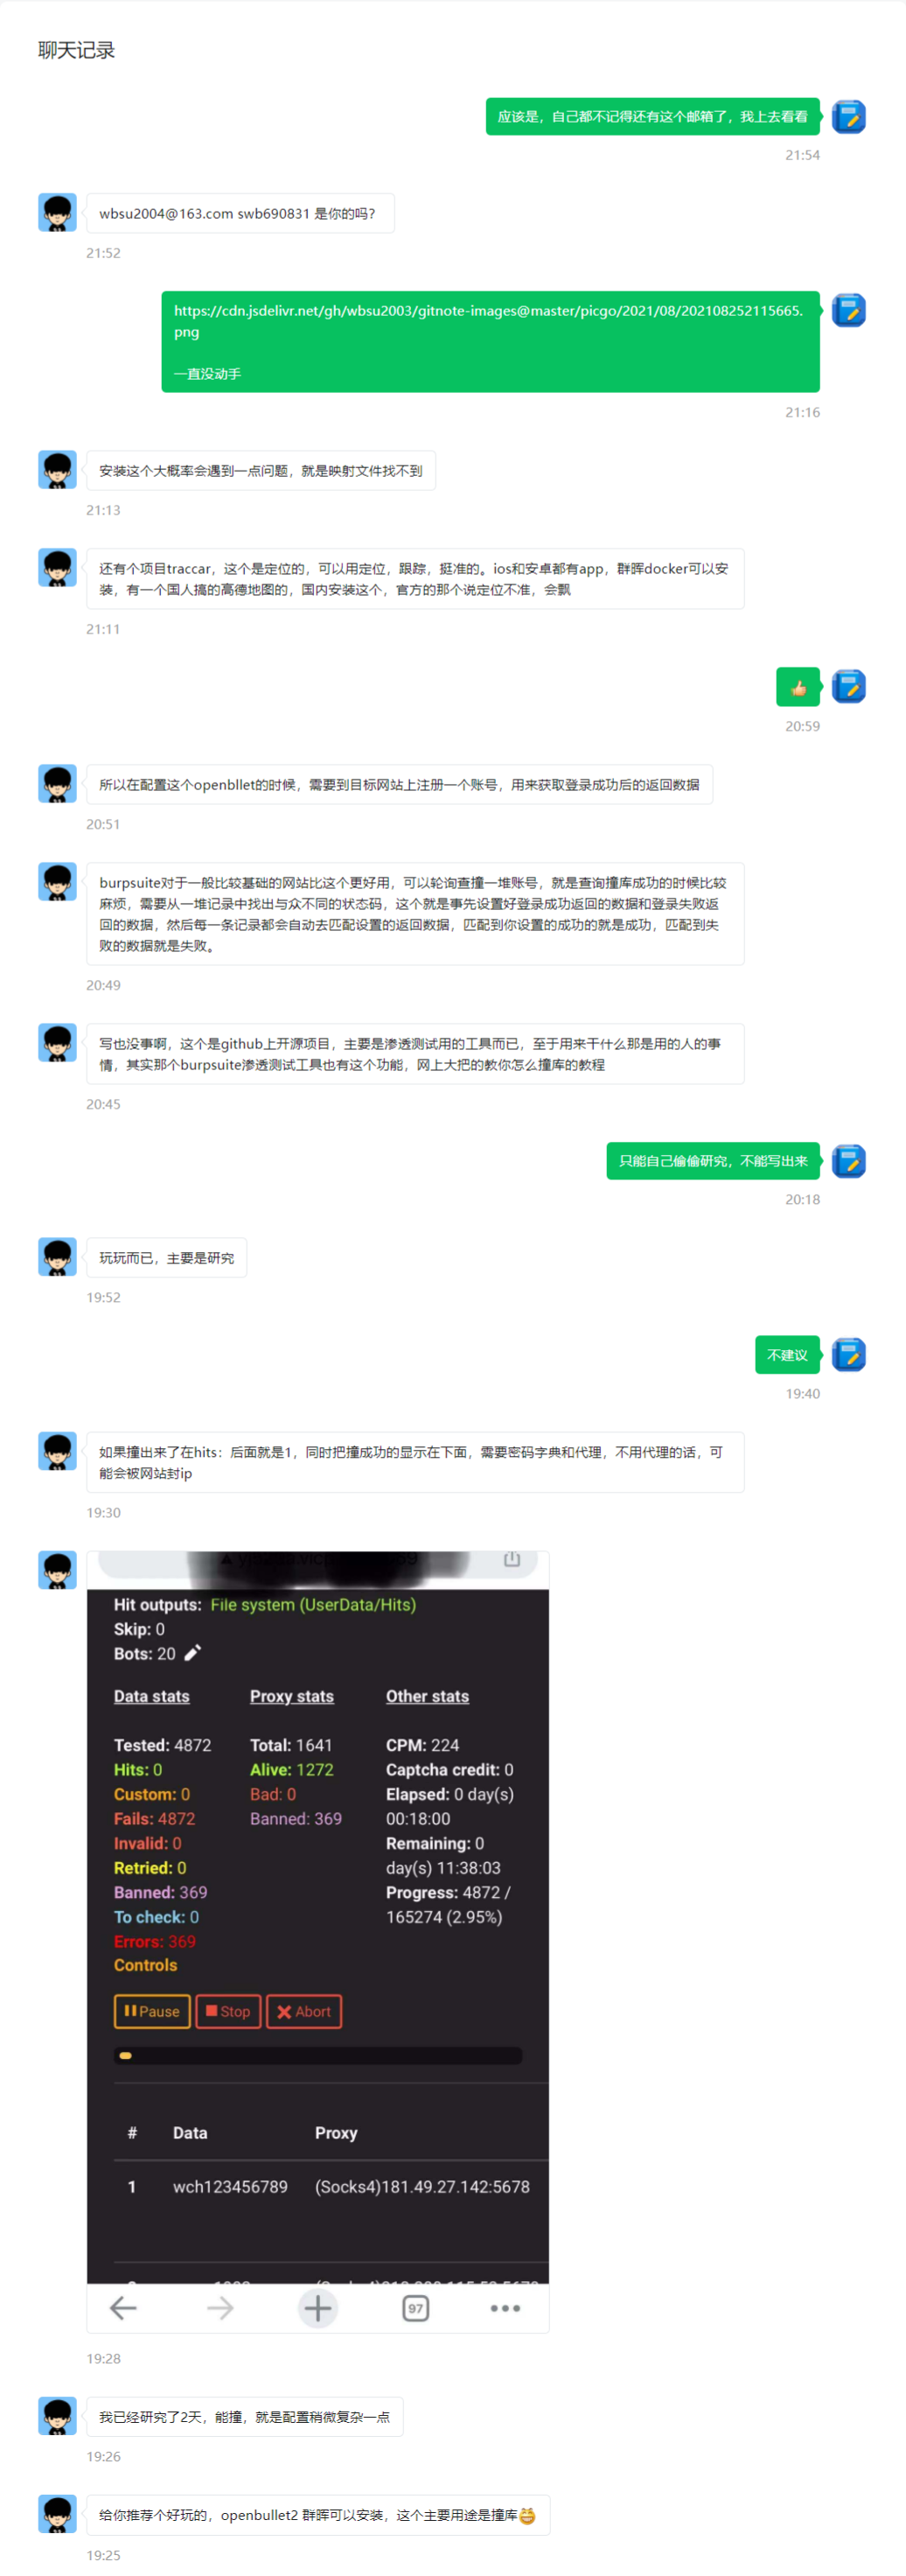 聊天记录
应该是，自己都不记得还有这个邮箱了，我上去看看
21:54
wbsu2004@163.com swb690831 是你的吗？
21:52
https://cdn.jsdelivr.net/gh/wbsu2003/gitnote-images@master/picgo/2021/08/202108252115665.
png
一直没动手
21:16
安装这个大概率会遇到一点问题，就是映射文件找不到
21:13
还有个项目traccar，这个是定位的，可以用定位，跟踪，挺准的。ios和安卓都有app，群晖docker可以安
装，有一个国人搞的高德地图的，国内安装这个，官方的那个说定位不准，会飘
21:11
20:59
所以在配置这个openbllet的时候，需要到目标网站上注册一个账号，用来获取登录成功后的返回数据
20:51
burpsuite对于一般比较基础的网站比这个更好用，可以轮询查撞一堆账号，就是查询撞库成功的时候比较
麻烦，需要从一堆记录中找出与众不同的状态码，这个就是事先设置好登录成功返回的数据和登录失败返
回的数据，然后每一条记录都会自动去匹配设置的返回数据，匹配到你设置的成功的就是成功，匹配到失
败的数据就是失败。
20:49
写也没事啊，这个是github上开源项目，主要是渗透测试用的工具而已，至于用来干什么那是用的人的事
情，其实那个burpsuite渗透测试工具也有这个功能，网上大把的教你怎么撞库的教程
20:45
只能自己偷偷研究，不能写出来
20:18
玩玩而已，主要是研究
19:52
不建议
19:40
如果撞出来了在hits：后面就是1，同时把撞成功的显示在下面，需要密码字典和代理，不用代理的话，可
能会被网站封ip
19:30
Hit outputs: File system (UserData/Hits)
Skip: 0
Bots: 20
Data stats Proxy stats Other stats
Tested: 4872 Total: 1641 CPM: 224
Hits: 0 Alive: 1272 Captcha credit: 0
Custom: 0 Bad: 0 Elapsed: 0 day(s)
Fails: 4872 Banned: 369 00:18:00
Invalid: 0 Remaining: 0
Retried: 0 day(s) 11:38:03
Banned: 369 Progress: 4872 /
To check: 0 165274 (2.95%)
Errors: 369
Controls
Pause Stop Abort
# Data Proxy
1 wch123456789 (Socks4)181.49.27.142:5678
97
19:28
我已经研究了2天，能撞，就是配置稍微复杂一点
19:26
给你推荐个好玩的，openbullet2 群晖可以安装，这个主要用途是撞库😆
19:25